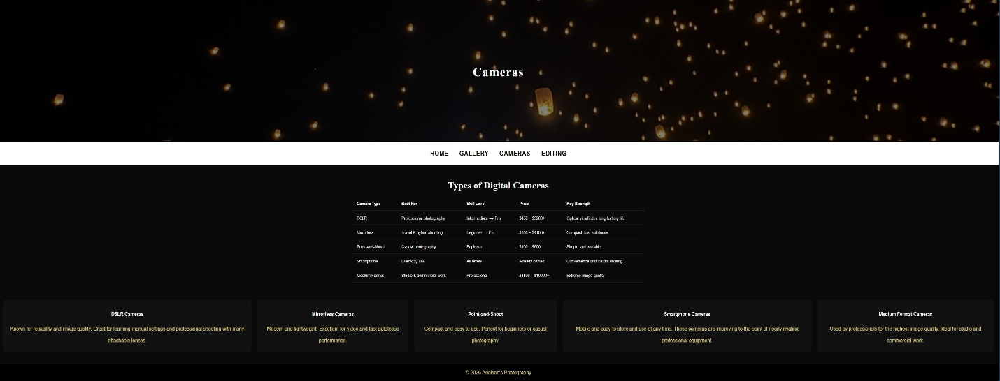 Cameras
HOME GALLERY CAMERAS EDITING
Types of Digital Cameras
Camera Type Best For Skill Level Price Key Strength
DSLR Professional photography Intermediate → Pro $450 – $3200+ Optical viewfinder, long battery life
Mirrorless Travel & hybrid shooting Beginner → Pro $500 – $4100+ Compact, fast autofocus
Point-and-Shoot Casual photography Beginner $100 – $600 Simple and portable
Smartphone Everyday use All levels Already owned Convenience and instant sharing
Medium Format Studio & commercial work Professional $3400 – $10000+ Extreme image quality
DSLR Cameras
Known for reliability and image quality. Great for learning manual settings and professional shooting with many
attachable lenses.
Mirrorless Cameras
Modern and lightweight. Excellent for video and fast autofocus
performance.
Point-and-Shoot
Compact and easy to use. Perfect for beginners or casual
photography.
Smartphone Cameras
Mobile and easy to store and use at any time. These cameras are improving to the point of nearly rivaling
professional equipment.
Medium Format Cameras
Used by professionals for the highest image quality. Ideal for studio and
commercial work.
© 2026 Addison's Photography